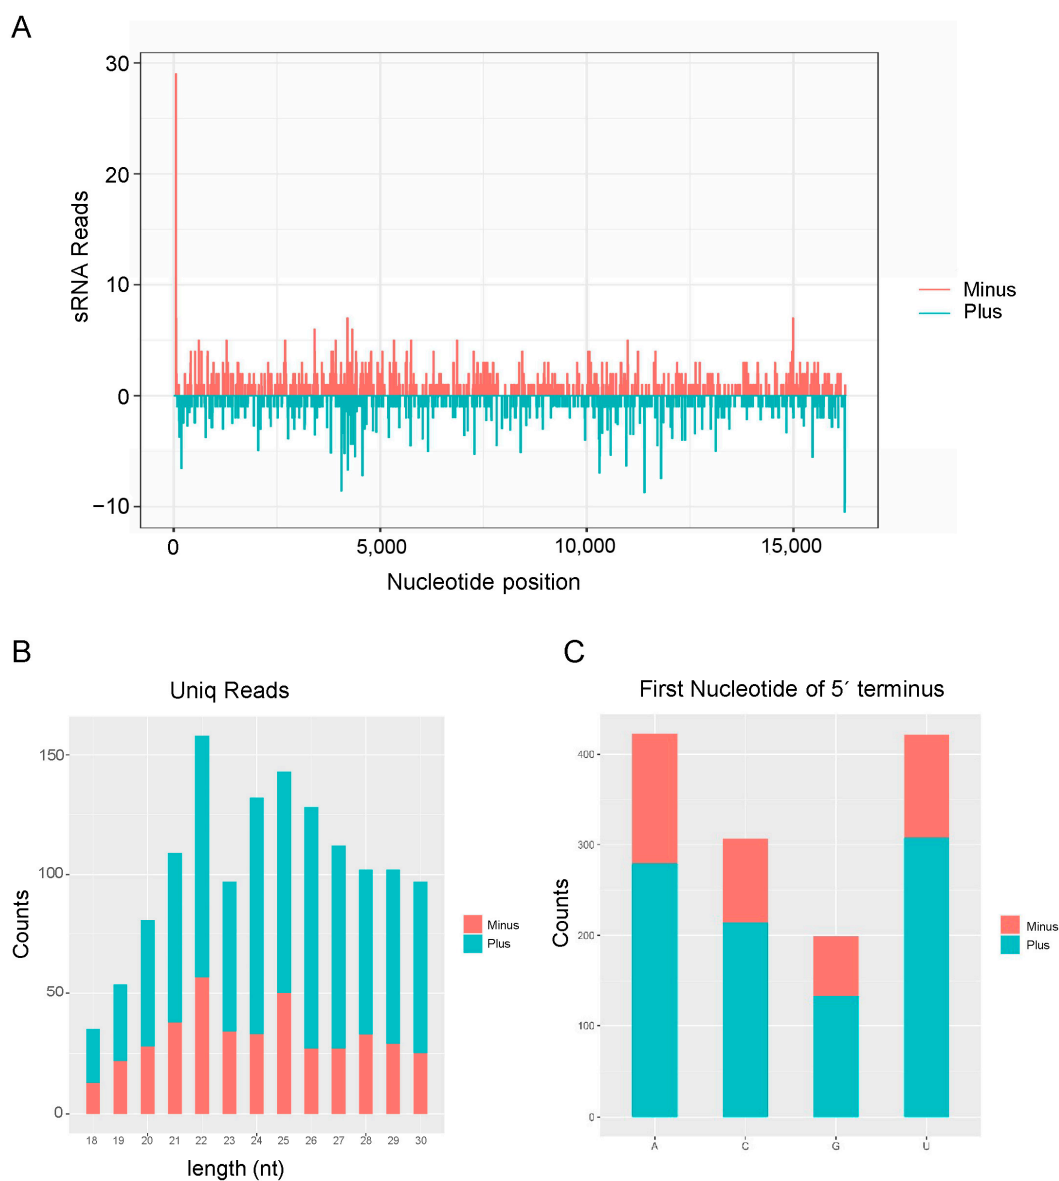 A
30
20
10
0
−10
sRNA Reads
0
5,000
10,000
15,000
Nucleotide position
Minus
Plus
B
Uniq Reads
150
100
50
0
Counts
18 19 20 21 22 23 24 25 26 27 28 29 30
length (nt)
Minus
Plus
C
First Nucleotide of 5´ terminus
400
300
200
100
0
Counts
A C G U
Minus
Plus